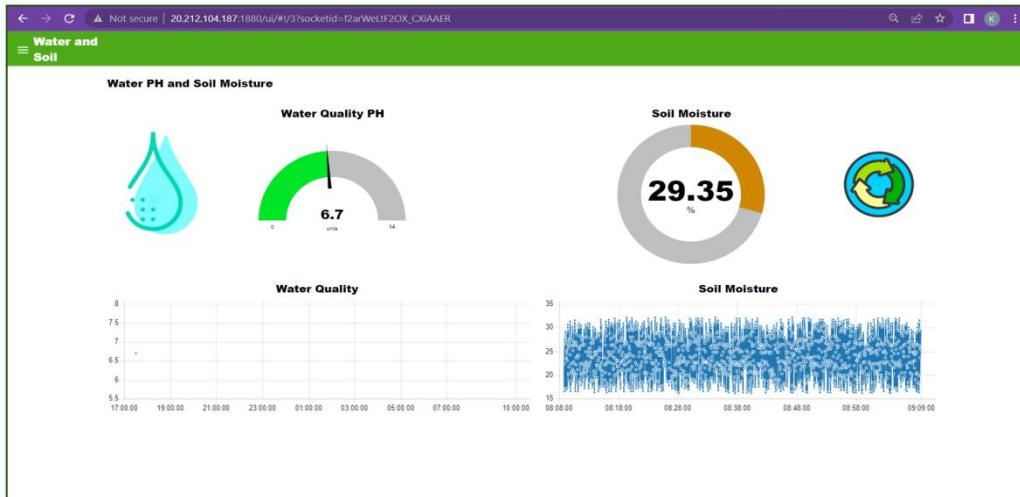 Not secure | 20.212.104.187:1880/ui/#!/3?socketid=f2arWeLtF2OX_CXiAAER
K
Water and
Soil
Water PH and Soil Moisture
Water Quality PH
Soil Moisture
6.7
units
0
14
29.35
%
Water Quality
Soil Moisture
8
7.5
7
6.5
6
5.5
17:00:00 19:00:00 21:00:00 23:00:00 01:00:00 03:00:00 05:00:00 07:00:00 10:00:00
35
30
25
20
15
08:08:00 08:18:00 08:28:00 08:38:00 08:48:00 08:58:00 09:09:00